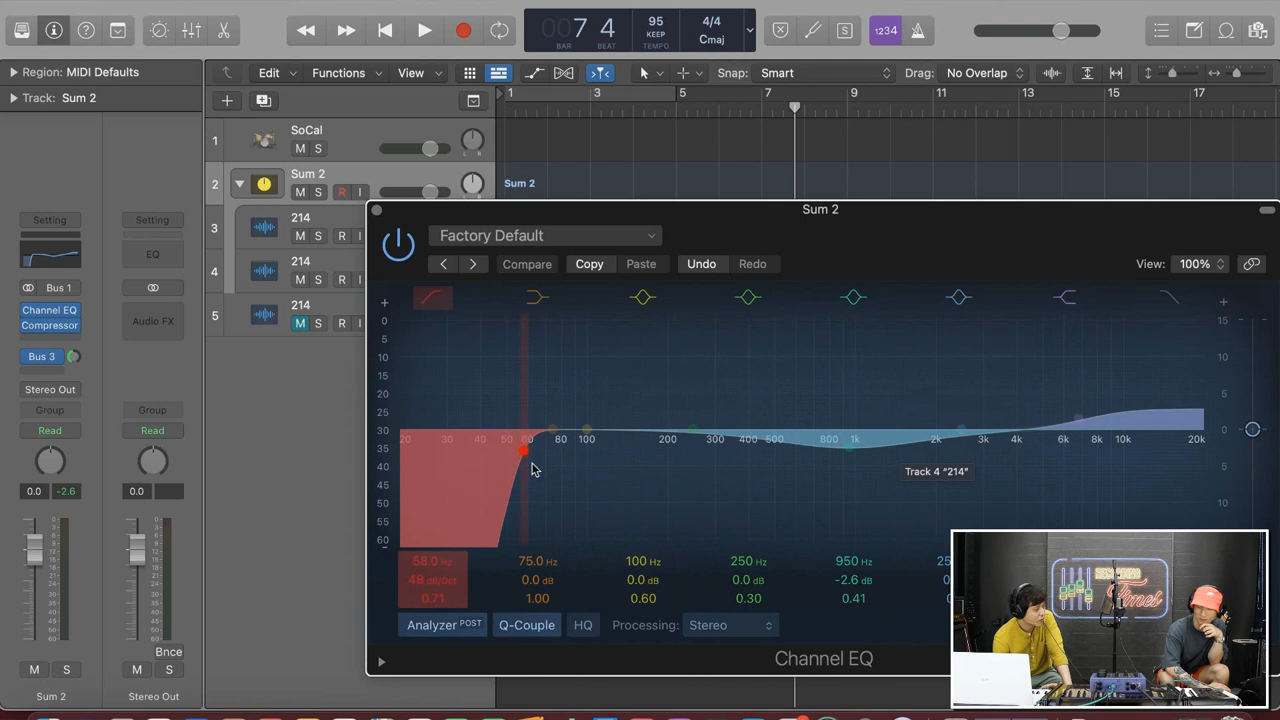 007 4
BAR BEAT
95
KEEP
TEMPO
4/4
Cmaj
1234
Region: MIDI Defaults
Edit
Functions
View
Snap: Smart
Drag: No Overlap
Track: Sum 2
1 3 5 7 9 11 13 15 17
1 SoCal
M S
L R
2 Sum 2
M S R I
Sum 2
3 214
M S R I
4 214
M S R I
5 214
M S R I
Setting
Setting
EQ
Bus 1
Channel EQ
Compressor
Audio FX
Bus 3
Stereo Out
Group
Group
Read
Read
0.0 -2.6
0.0
Bnce
M S
M S
Sum 2
Stereo Out
Sum 2
Factory Default
Compare
Copy
Paste
Undo
Redo
View: 100%
+ +
0 15
5
10 10
15
20 5
25
30 0
35
40 5
45
50 10
55
60
20 30 40 50 60 80 100 200 300 400 500 800 1k 2k 3k 4k 6k 8k 10k 20k
Track 4 "214"
58.0 Hz 75.0 Hz 100 Hz 250 Hz 950 Hz
48 dB/Oct 0.0 dB 0.0 dB 0.0 dB -2.6 dB
0.71 1.00 0.60 0.30 0.41
Analyzer POST
Q-Couple
HQ
Processing: Stereo
Channel EQ
Times